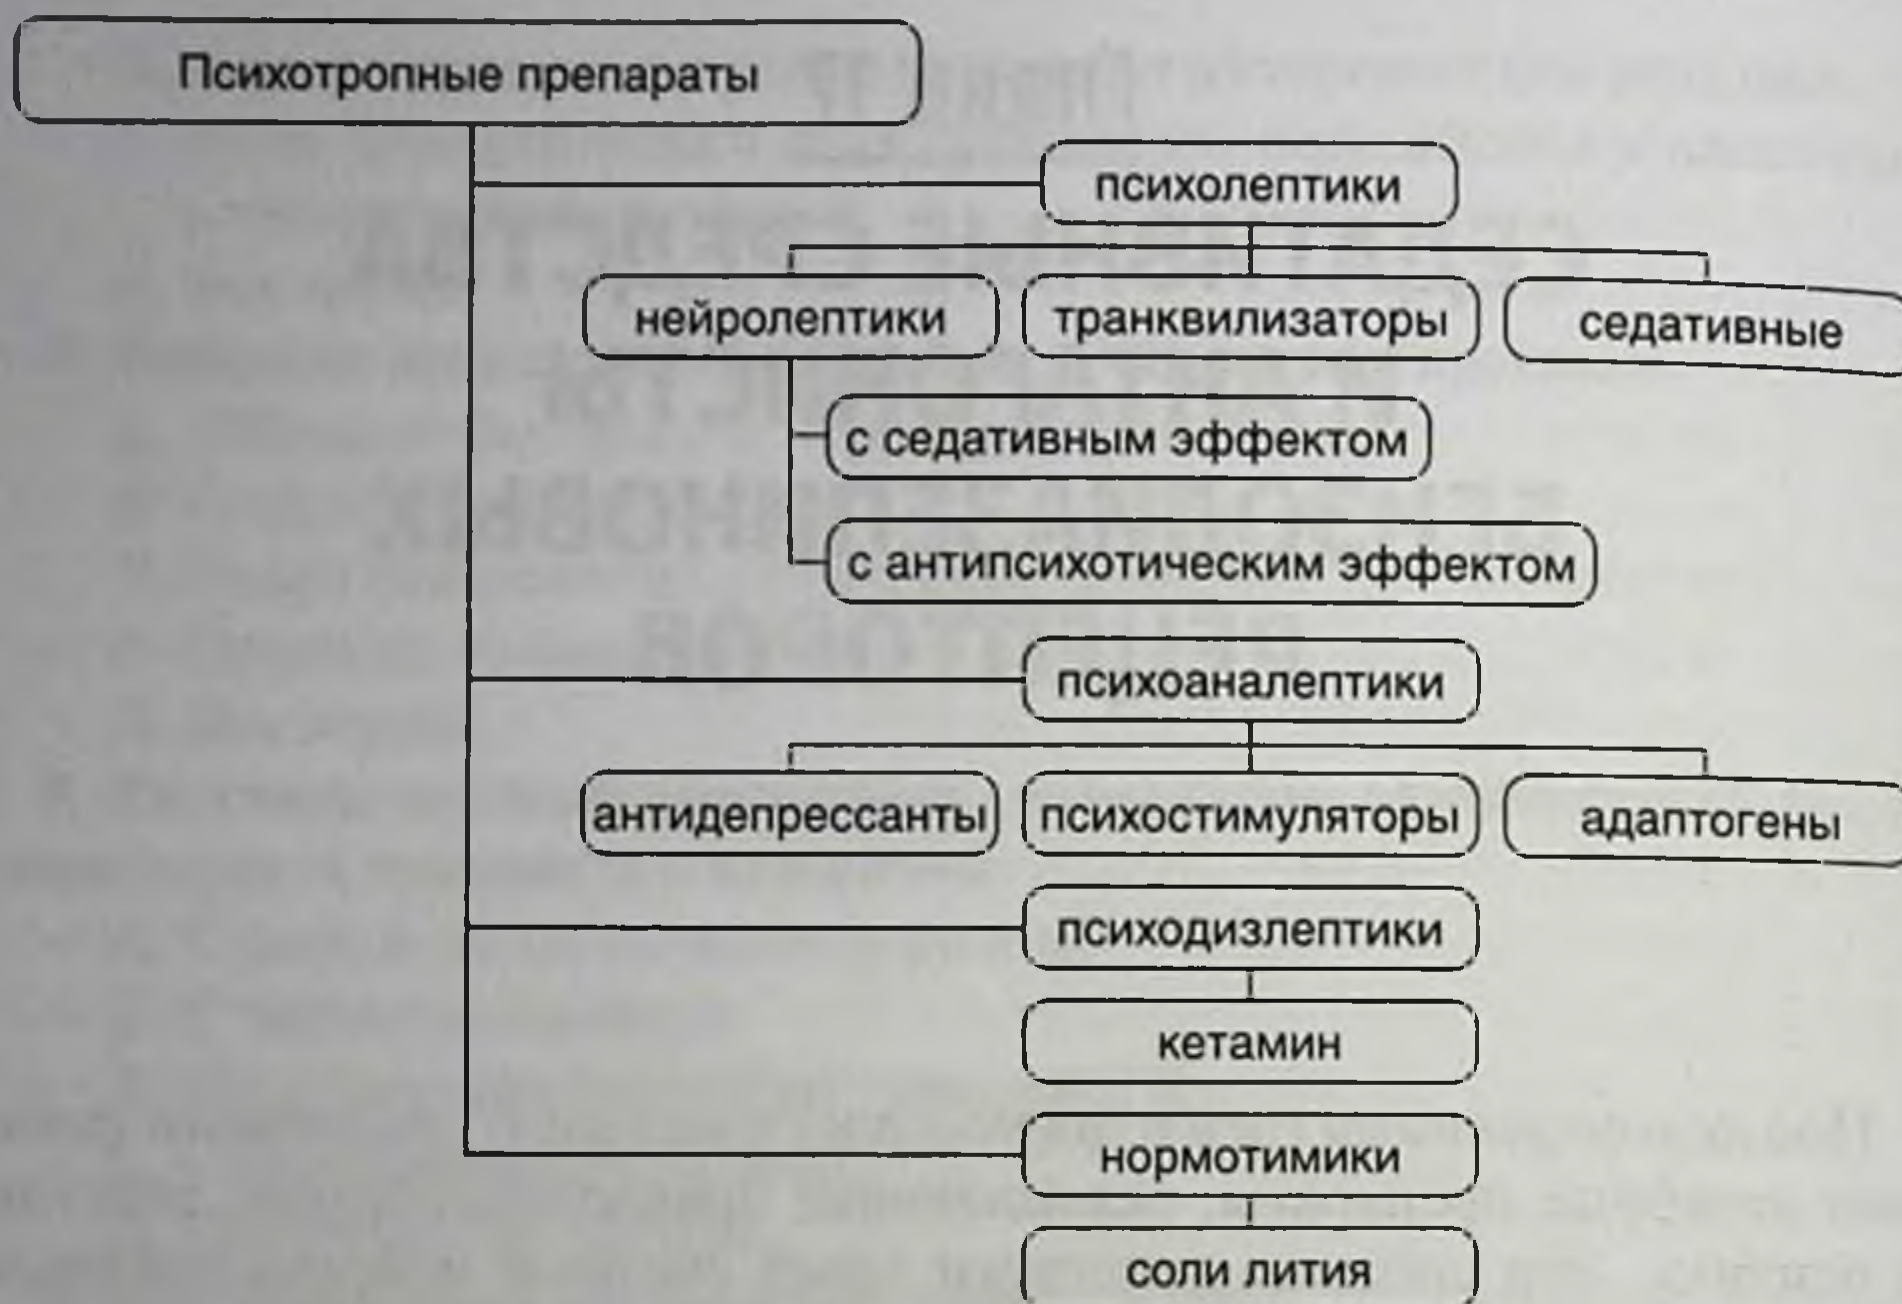 Психотропные препараты
психолептики
нейролептики
транквилизаторы
седативные
с седативным эффектом
с антипсихотическим эффектом
психоаналептики
антидепрессанты
психостимуляторы
адаптогены
психодизлептики
кетамин
нормотимики
соли лития